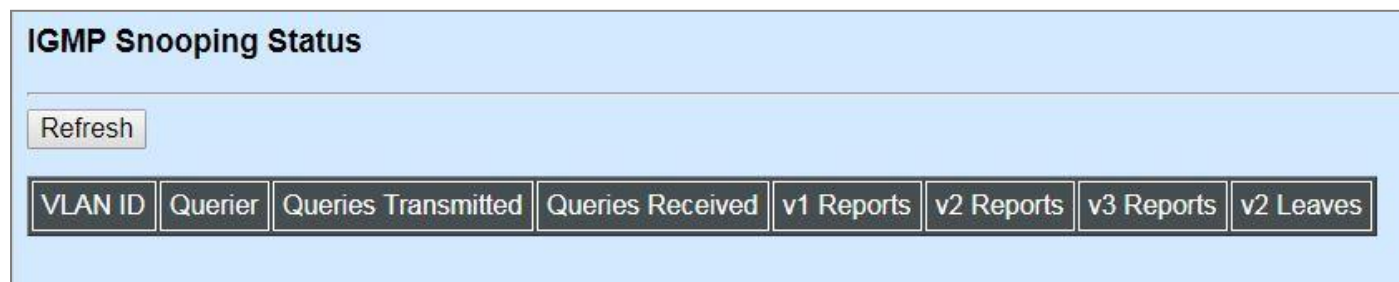 IGMP Snooping Status
Refresh
VLAN ID Querier Queries Transmitted Queries Received v1 Reports v2 Reports v3 Reports v2 Leaves